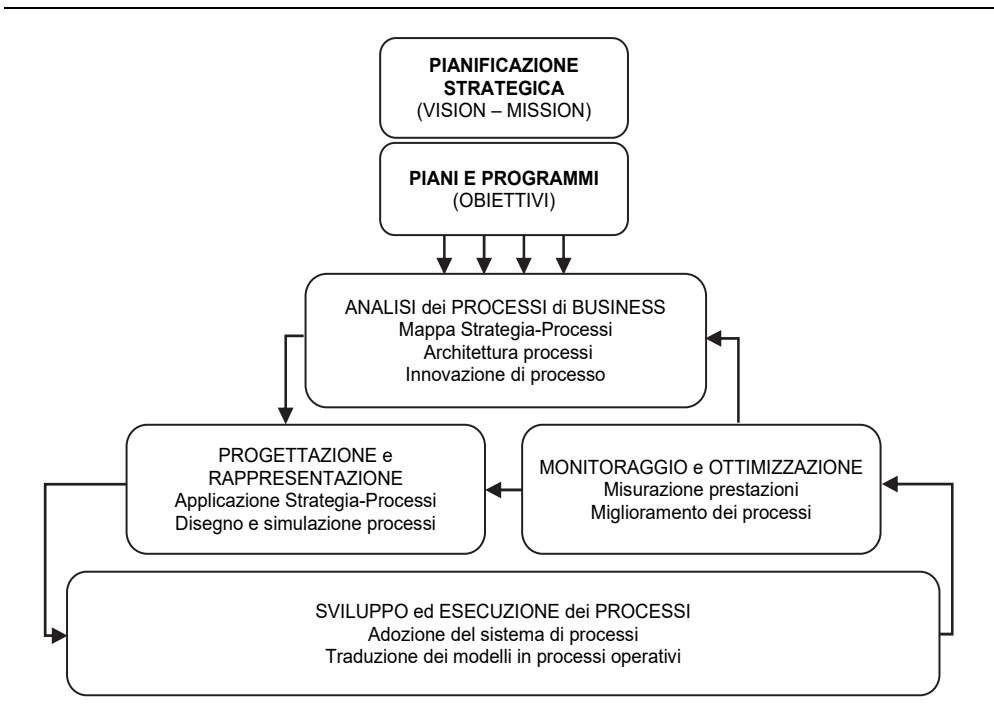 PIANIFICAZIONE
STRATEGICA
(VISION – MISSION)
PIANI E PROGRAMMI
(OBIETTIVI)
ANALISI dei PROCESSI di BUSINESS
Mappa Strategia-Processi
Architettura processi
Innovazione di processo
PROGETTAZIONE e
RAPPRESENTAZIONE
Applicazione Strategia-Processi
Disegno e simulazione processi
MONITORAGGIO e OTTIMIZZAZIONE
Misurazione prestazioni
Miglioramento dei processi
SVILUPPO ed ESECUZIONE dei PROCESSI
Adozione del sistema di processi
Traduzione dei modelli in processi operativi